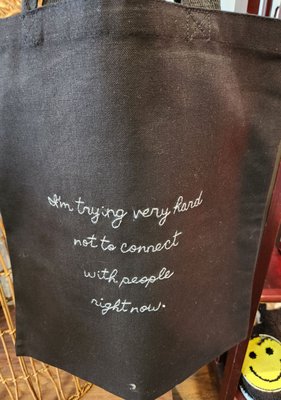 I'm trying very hard
not to connect
with people
right now.